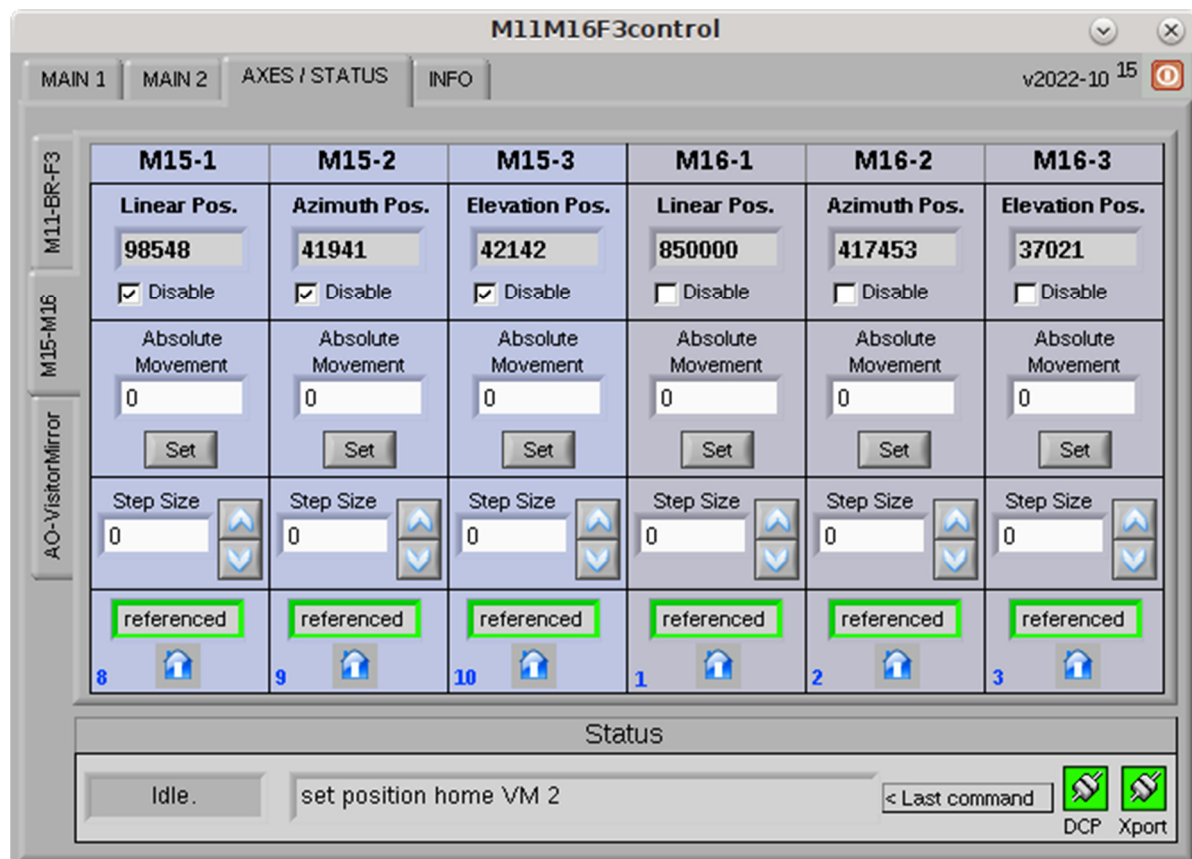 M11M16F3control
MAIN 1 MAIN 2 AXES / STATUS INFO v2022-10 15
M11-BR-F3
M15-M16
AO-VisitorMirror
M15-1 M15-2 M15-3 M16-1 M16-2 M16-3
Linear Pos. Azimuth Pos. Elevation Pos. Linear Pos. Azimuth Pos. Elevation Pos.
98548 41941 42142 850000 417453 37021
Disable Disable Disable Disable Disable Disable
Absolute Absolute Absolute Absolute Absolute Absolute
Movement Movement Movement Movement Movement Movement
0 0 0 0 0 0
Set Set Set Set Set Set
Step Size Step Size Step Size Step Size Step Size Step Size
0 0 0 0 0 0
referenced referenced referenced referenced referenced referenced
8 9 10 1 2 3
Status
Idle. set position home VM 2 < Last command
DCP Xport